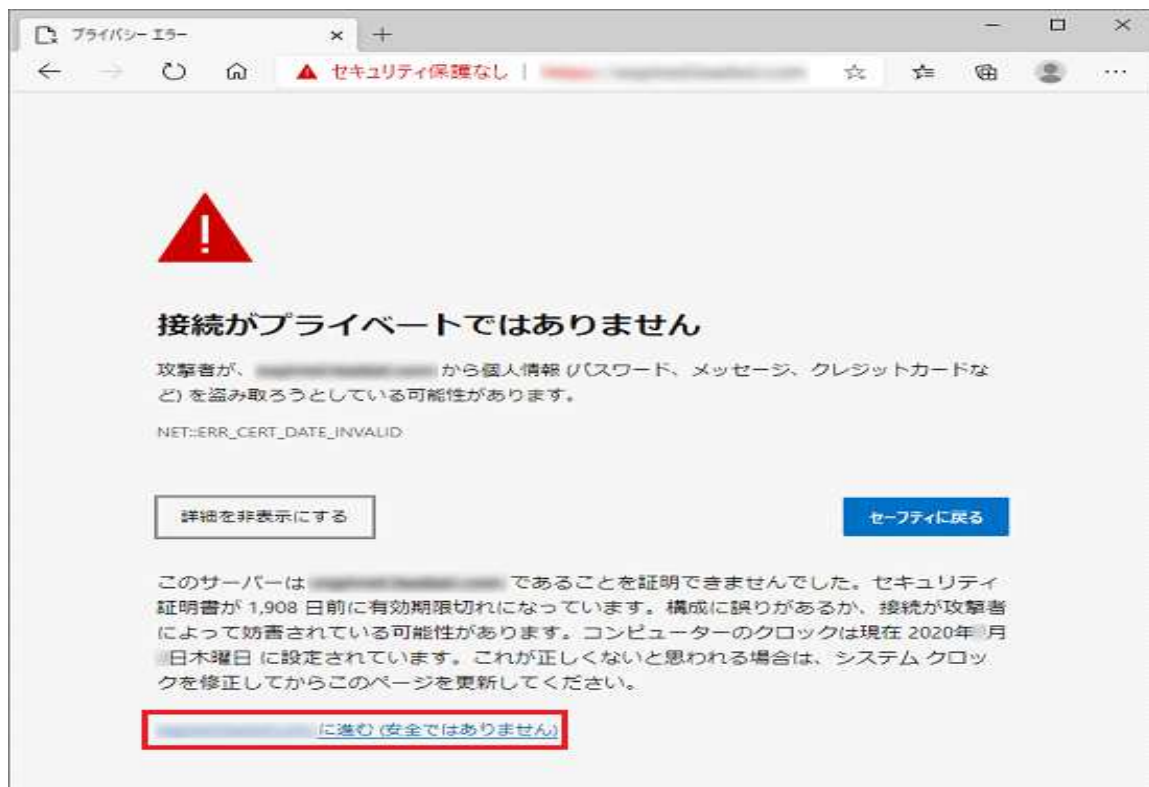 プライバシー エラー
セキュリティ保護なし
接続がプライベートではありません
攻撃者が、 から個人情報 (パスワード、メッセージ、クレジットカードな
ど) を盗み取ろうとしている可能性があります。
NET::ERR_CERT_DATE_INVALID
詳細を非表示にする
セーフティに戻る
このサーバーは であることを証明できませんでした。セキュリティ
証明書が 1,908 日前に有効期限切れになっています。構成に誤りがあるか、接続が攻撃者
によって妨害されている可能性があります。コンピューターのクロックは現在 2020年 月
日木曜日 に設定されています。これが正しくないと思われる場合は、システム クロッ
クを修正してからこのページを更新してください。
に進む (安全ではありません)